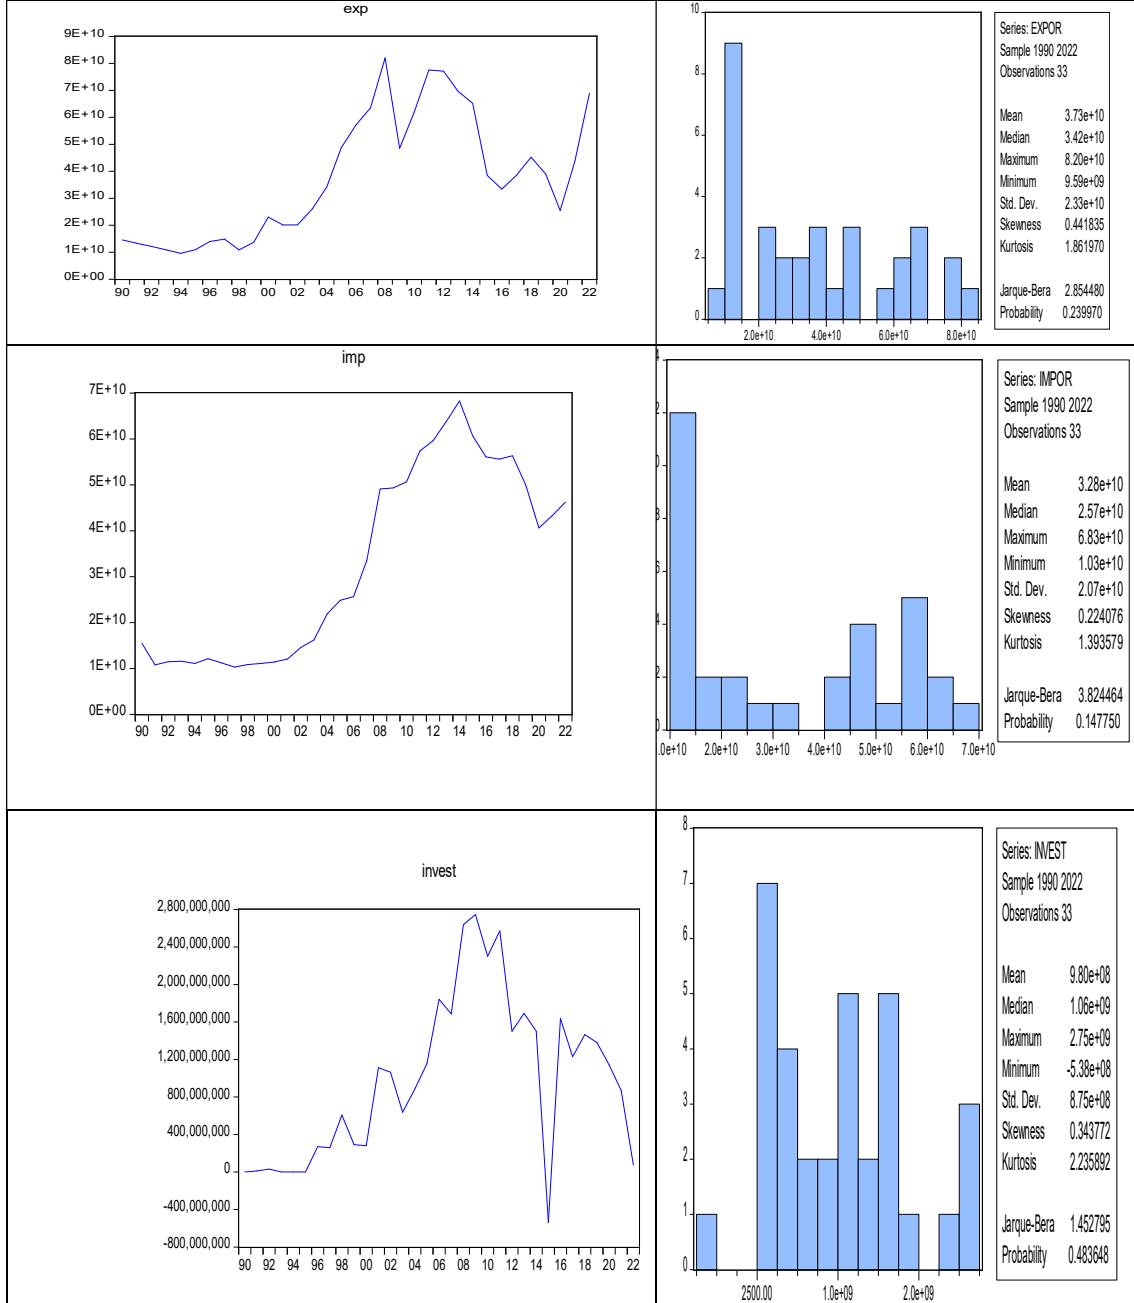 exp
9E+10
8E+10
7E+10
6E+10
5E+10
4E+10
3E+10
2E+10
1E+10
0E+00
90 92 94 96 98 00 02 04 06 08 10 12 14 16 18 20 22
10
8
6
4
2
0
2.0e+10 4.0e+10 6.0e+10 8.0e+10
Series: EXPOR
Sample 1990 2022
Observations 33
Mean 3.73e+10
Median 3.42e+10
Maximum 8.20e+10
Minimum 9.59e+09
Std. Dev. 2.33e+10
Skewness 0.441835
Kurtosis 1.861970
Jarque-Bera 2.854480
Probability 0.239970
imp
7E+10
6E+10
5E+10
4E+10
3E+10
2E+10
1E+10
0E+00
90 92 94 96 98 00 02 04 06 08 10 12 14 16 18 20 22
4
2
0
8
6
4
2
0
.0e+10 2.0e+10 3.0e+10 4.0e+10 5.0e+10 6.0e+10 7.0e+10
Series: IMPOR
Sample 1990 2022
Observations 33
Mean 3.28e+10
Median 2.57e+10
Maximum 6.83e+10
Minimum 1.03e+10
Std. Dev. 2.07e+10
Skewness 0.224076
Kurtosis 1.393579
Jarque-Bera 3.824464
Probability 0.147750
invest
2,800,000,000
2,400,000,000
2,000,000,000
1,600,000,000
1,200,000,000
800,000,000
400,000,000
0
-400,000,000
-800,000,000
90 92 94 96 98 00 02 04 06 08 10 12 14 16 18 20 22
8
7
6
5
4
3
2
1
0
2500.00 1.0e+09 2.0e+09
Series: INVEST
Sample 1990 2022
Observations 33
Mean 9.80e+08
Median 1.06e+09
Maximum 2.75e+09
Minimum -5.38e+08
Std. Dev. 8.75e+08
Skewness 0.343772
Kurtosis 2.235892
Jarque-Bera 1.452795
Probability 0.483648